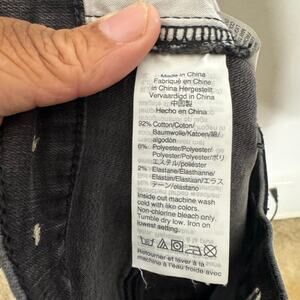 Made in China
Fabriqué en Chine
in China Hergestellt
Vervaardigd in China
中国製
Hecho en China
92% Cotton/Coton/
Baumwolle/Katoen/綿/
algodón
6% Polyester/Polyester/
Polyester/Polyester/ポリ
エステル/poliéster
2% Elastane/Élasthanne/
Elastan/Elastaan/エラス
テーン/elastano
Inside out machine wash
cold with like colors.
Non-chlorine bleach only.
Tumble dry low. Iron on
lowest setting.
Retourner et laver à la
machine à l'eau froide avec